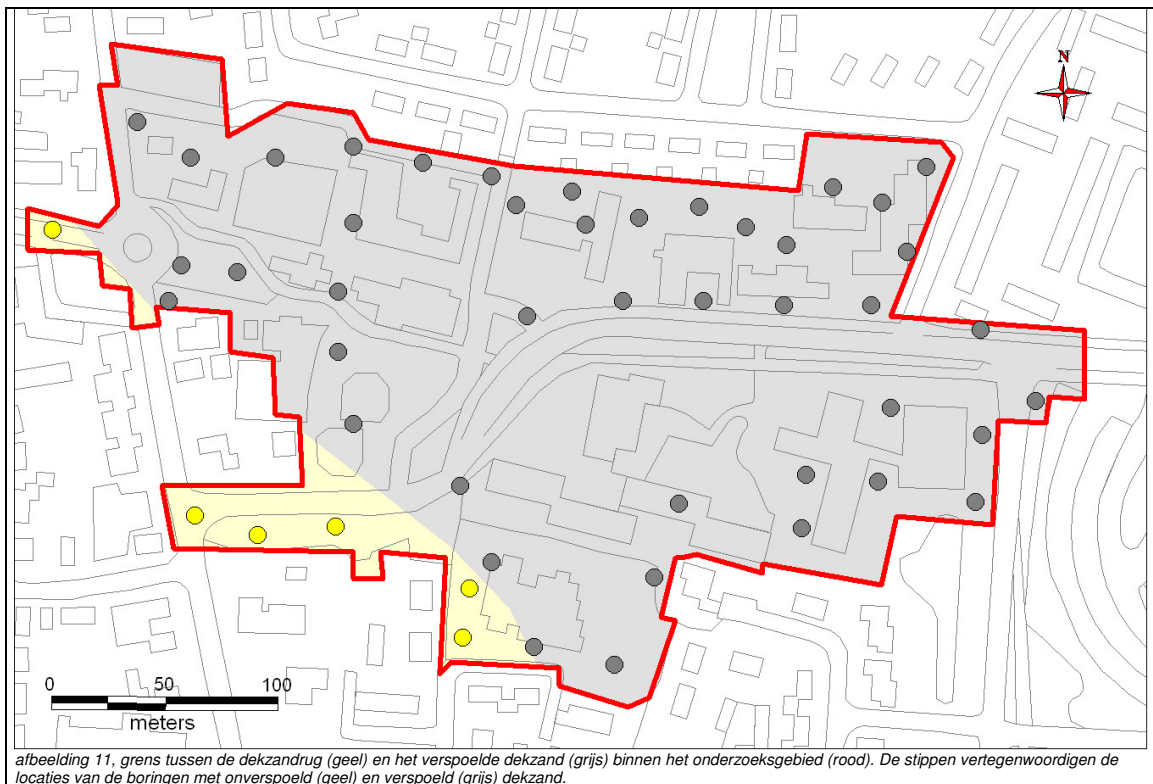 N
0 50 100
meters
afbeelding 11, grens tussen de dekzandrug (geel) en het verspoelde dekzand (grijs) binnen het onderzoeksgebied (rood). De stippen vertegenwoordigen de
locaties van de boringen met onverspoeld (geel) en verspoeld (grijs) dekzand.